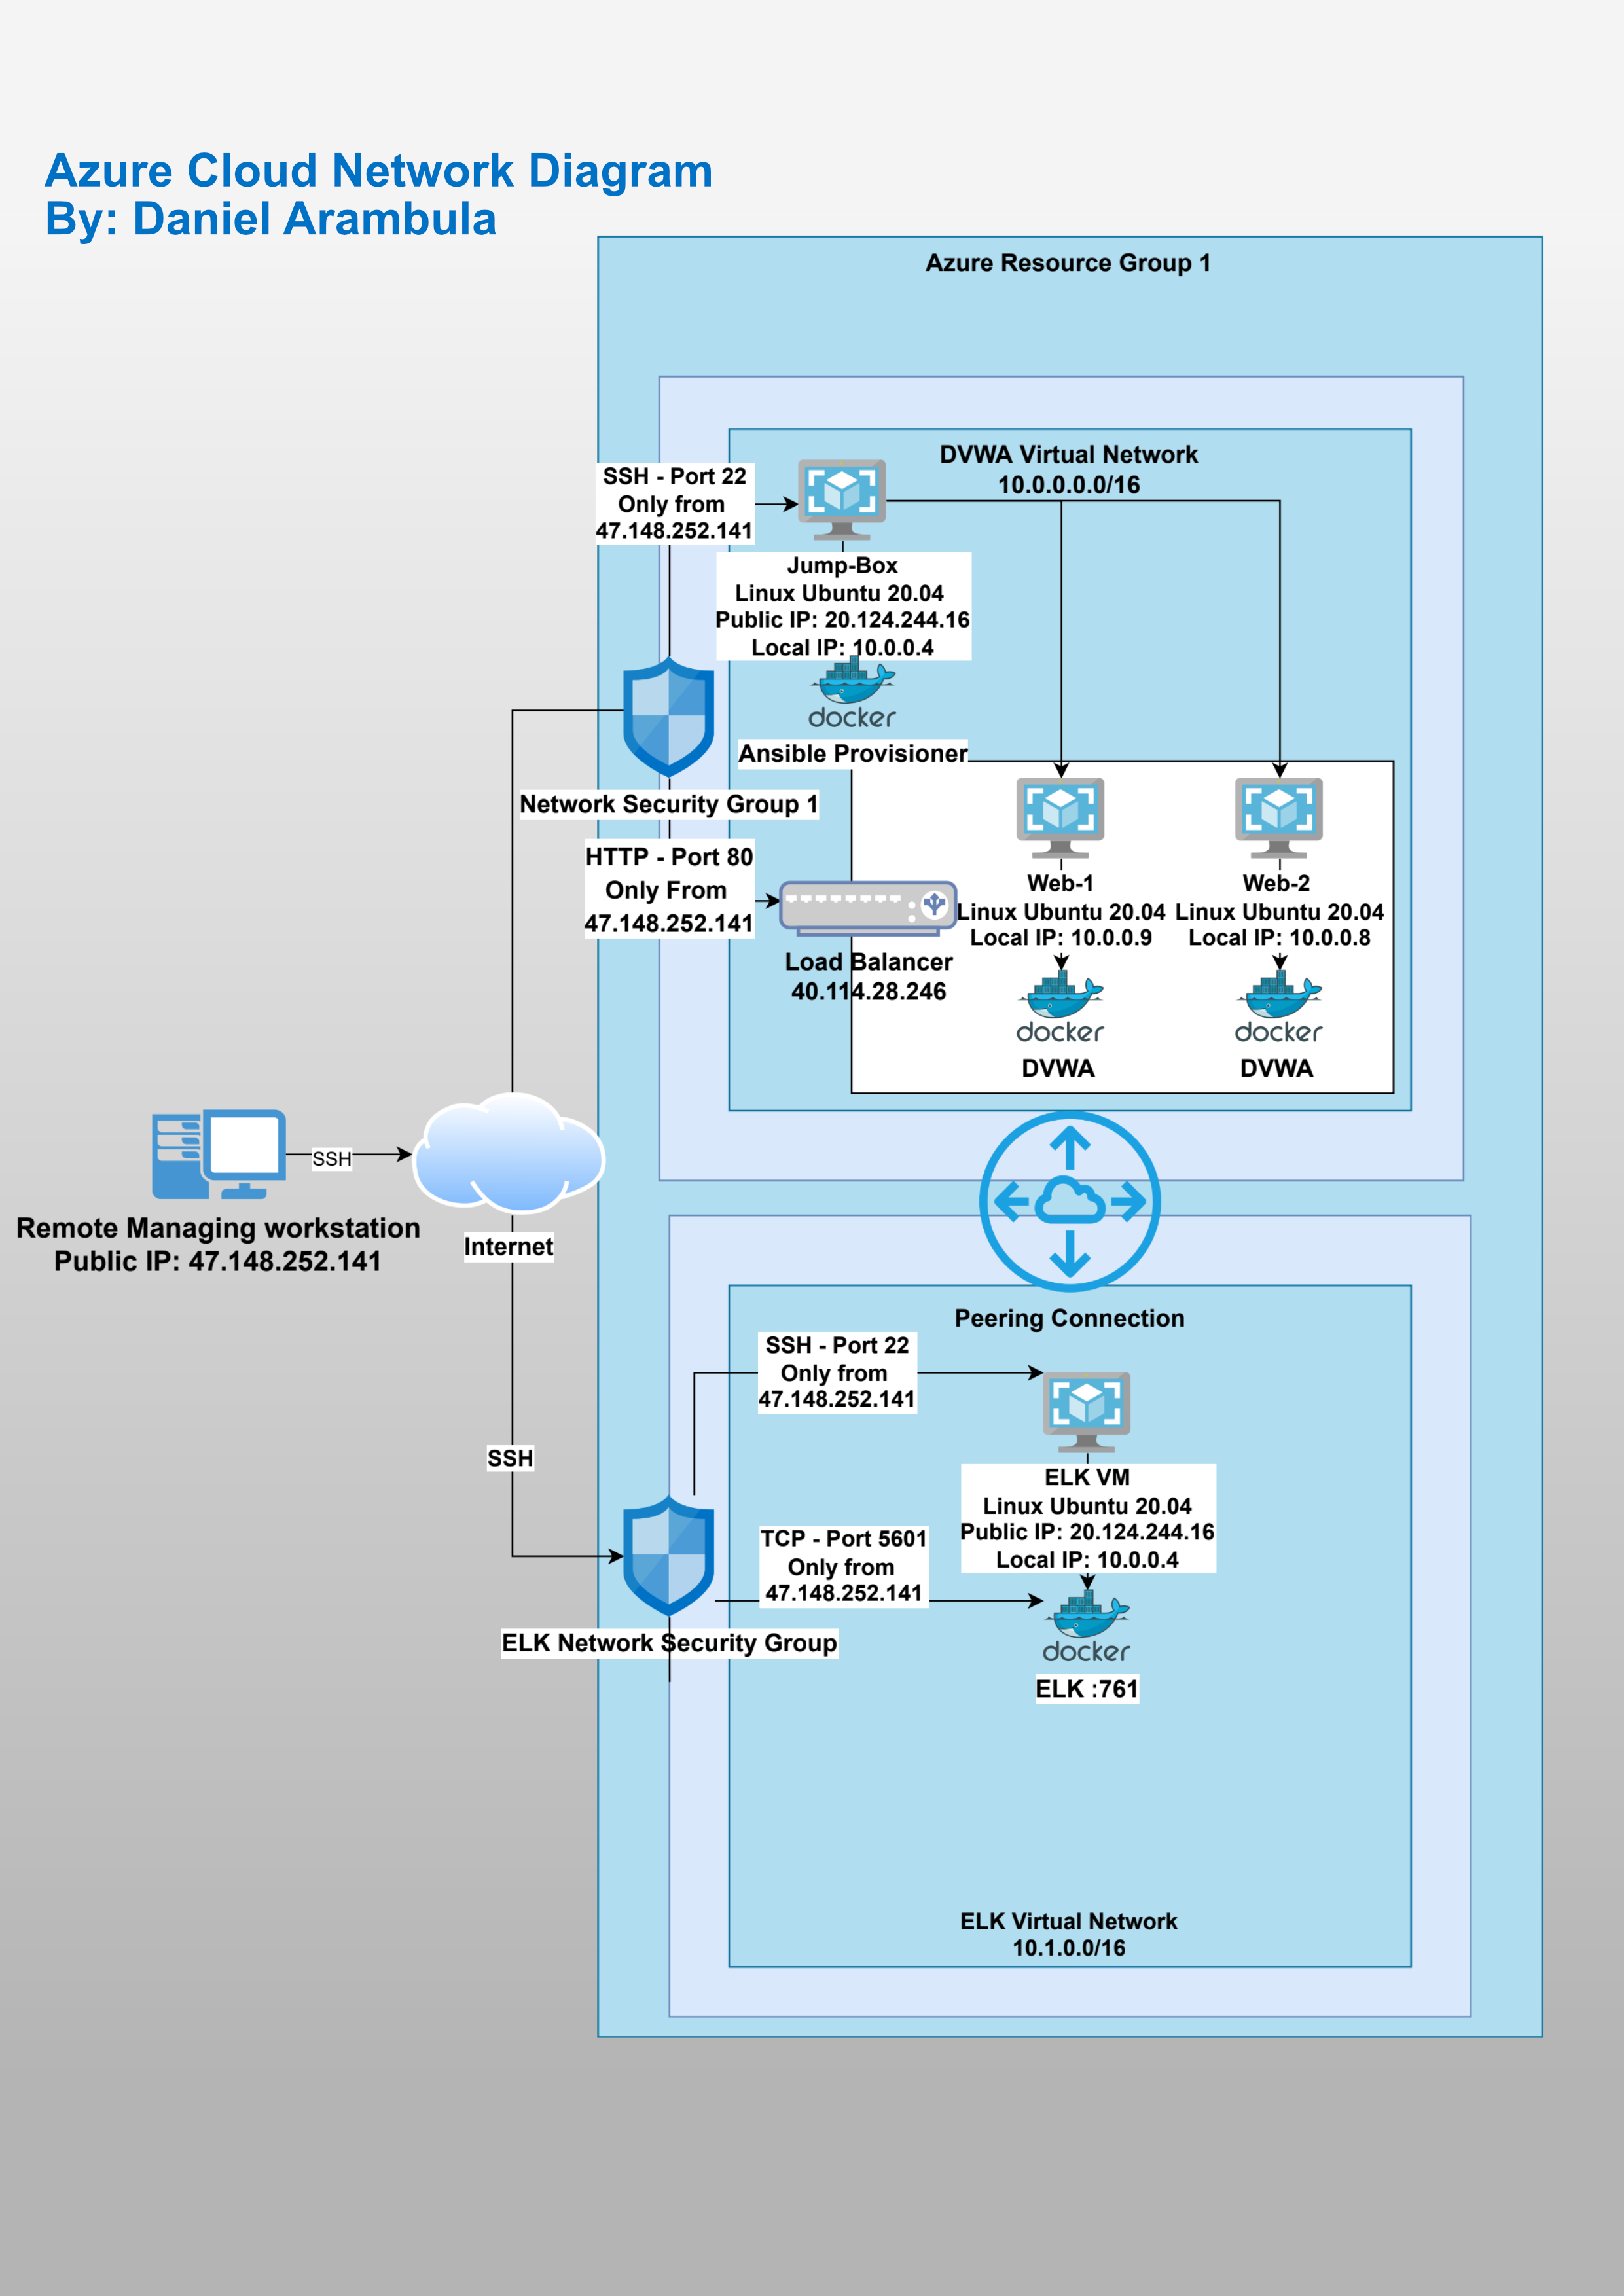 Azure Cloud Network Diagram
By: Daniel Arambula
Azure Resource Group 1
DVWA Virtual Network
10.0.0.0.0/16
SSH - Port 22
Only from
47.148.252.141
Jump-Box
Linux Ubuntu 20.04
Public IP: 20.124.244.16
Local IP: 10.0.0.4
docker
Ansible Provisioner
Network Security Group 1
HTTP - Port 80
Only From
47.148.252.141
Load Balancer
40.114.28.246
Web-1
Linux Ubuntu 20.04
Local IP: 10.0.0.9
docker
DVWA
Web-2
Linux Ubuntu 20.04
Local IP: 10.0.0.8
docker
DVWA
SSH
Remote Managing workstation
Public IP: 47.148.252.141
Internet
Peering Connection
SSH - Port 22
Only from
47.148.252.141
SSH
ELK VM
Linux Ubuntu 20.04
Public IP: 20.124.244.16
Local IP: 10.0.0.4
TCP - Port 5601
Only from
47.148.252.141
docker
ELK Network Security Group
ELK :761
ELK Virtual Network
10.1.0.0/16